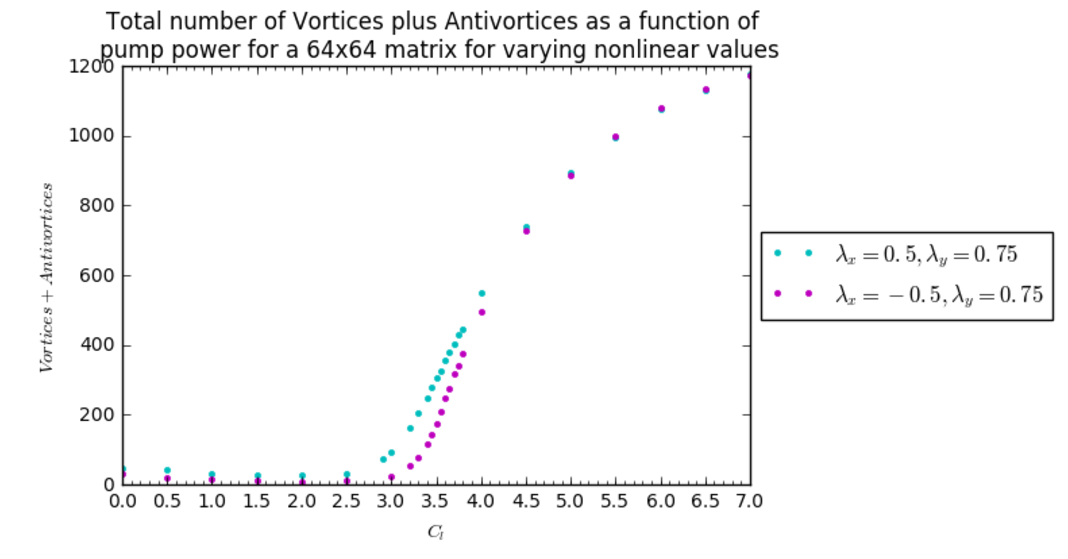 Total number of Vortices plus Antivortices as a function of
pump power for a 64x64 matrix for varying nonlinear values
1200
1000
800
600
400
200
0
Vortices + Antivortices
0.0 0.5 1.0 1.5 2.0 2.5 3.0 3.5 4.0 4.5 5.0 5.5 6.0 6.5 7.0
C_l
λ_x = 0.5, λ_y = 0.75
λ_x = −0.5, λ_y = 0.75